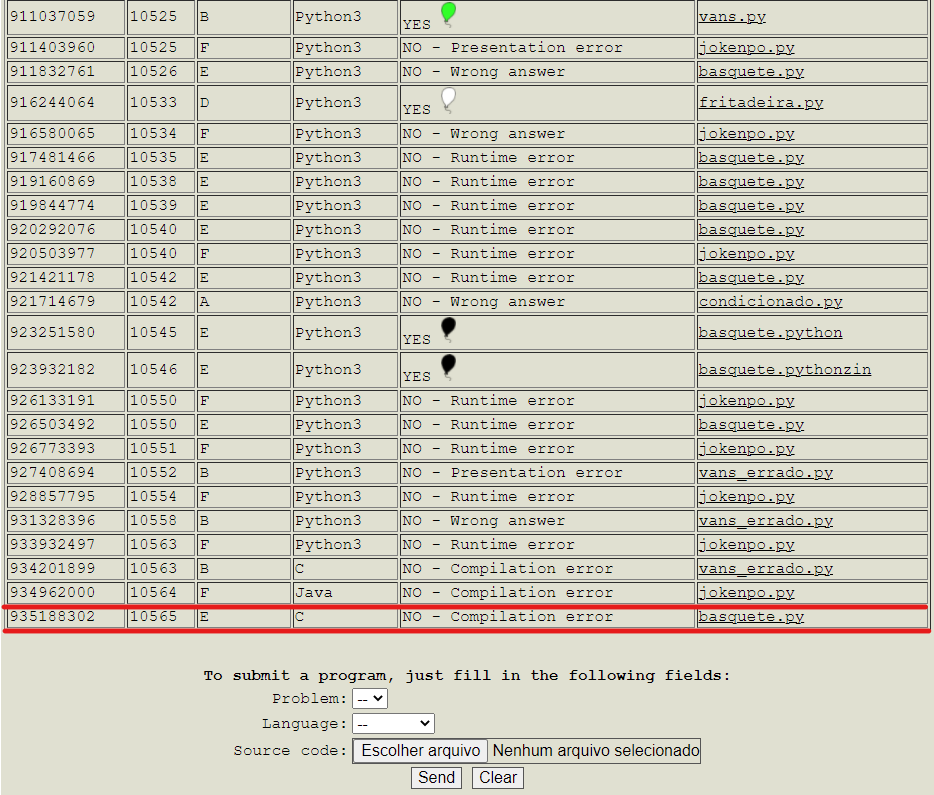 911037059 10525 B Python3 YES vans.py
911403960 10525 F Python3 NO - Presentation error jokenpo.py
911832761 10526 E Python3 NO - Wrong answer basquete.py
916244064 10533 D Python3 YES fritadeira.py
916580065 10534 F Python3 NO - Wrong answer jokenpo.py
917481466 10535 E Python3 NO - Runtime error basquete.py
919160869 10538 E Python3 NO - Runtime error basquete.py
919844774 10539 E Python3 NO - Runtime error basquete.py
920292076 10540 E Python3 NO - Runtime error basquete.py
920503977 10540 F Python3 NO - Runtime error jokenpo.py
921421178 10542 E Python3 NO - Runtime error basquete.py
921714679 10542 A Python3 NO - Wrong answer condicionado.py
923251580 10545 E Python3 YES basquete.python
923932182 10546 E Python3 YES basquete.pythonzin
926133191 10550 F Python3 NO - Runtime error jokenpo.py
926503492 10550 E Python3 NO - Runtime error basquete.py
926773393 10551 F Python3 NO - Runtime error jokenpo.py
927408694 10552 B Python3 NO - Presentation error vans_errado.py
928857795 10554 F Python3 NO - Runtime error jokenpo.py
931328396 10558 B Python3 NO - Wrong answer vans_errado.py
933932497 10563 F Python3 NO - Runtime error jokenpo.py
934201899 10563 B C NO - Compilation error vans_errado.py
934962000 10564 F Java NO - Compilation error jokenpo.py
935188302 10565 E C NO - Compilation error basquete.py
To submit a program, just fill in the following fields:
Problem: --
Language: --
Source code: Escolher arquivo Nenhum arquivo selecionado
Send Clear